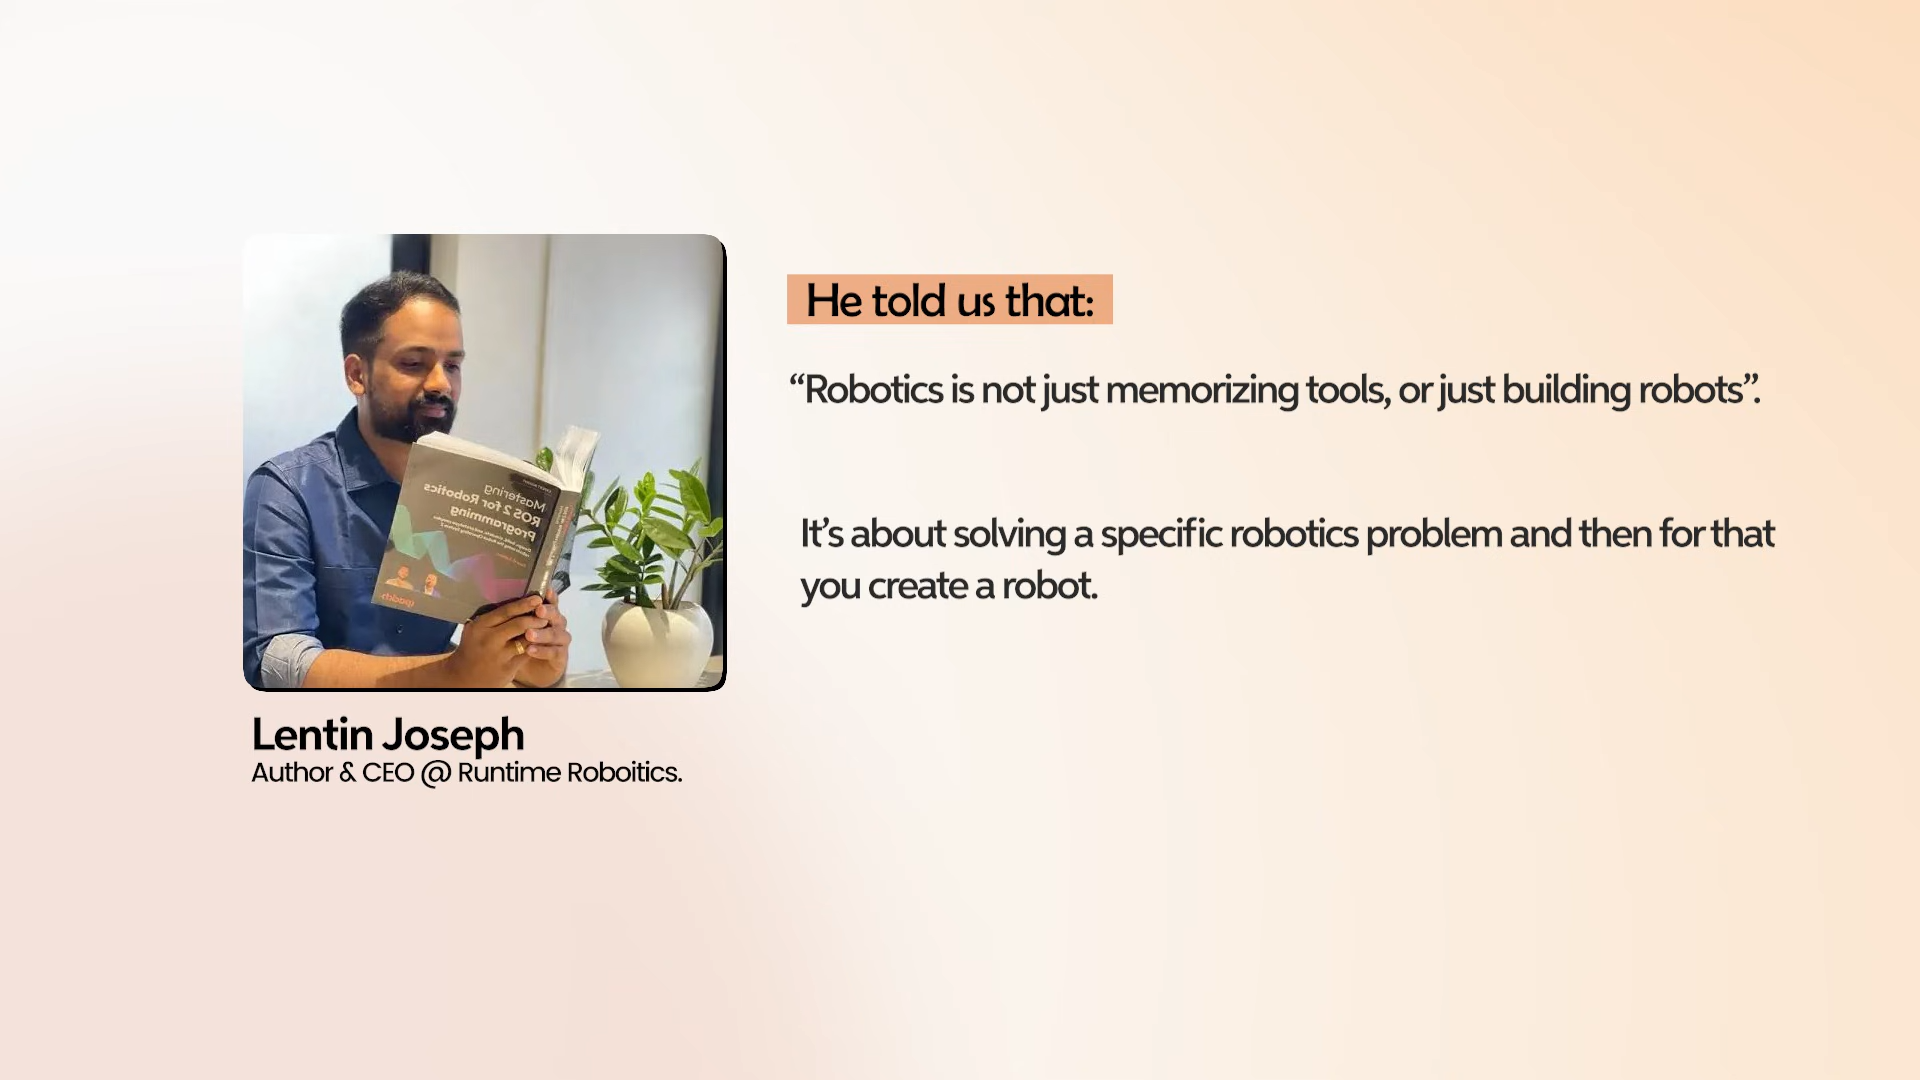 He told us that:
“Robotics is not just memorizing tools, or just building robots”.
It’s about solving a specific robotics problem and then for that
you create a robot.
Mastering
ROS 2 for Robotics
Programming
Lentin Joseph
Author & CEO @ Runtime Roboitics.